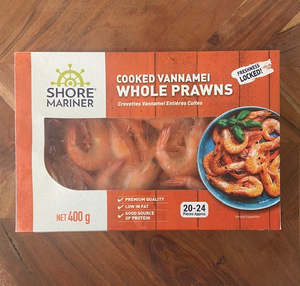 SHORE
MARINER
COOKED VANNAMEI
WHOLE PRAWNS
Crevettes Vannamei Entières Cuites
FRESHNESS
LOCKED!
PREMIUM QUALITY
LOW IN FAT
GOOD SOURCE
OF PROTEIN
NET 400 g
20-24
Pieces Approx.